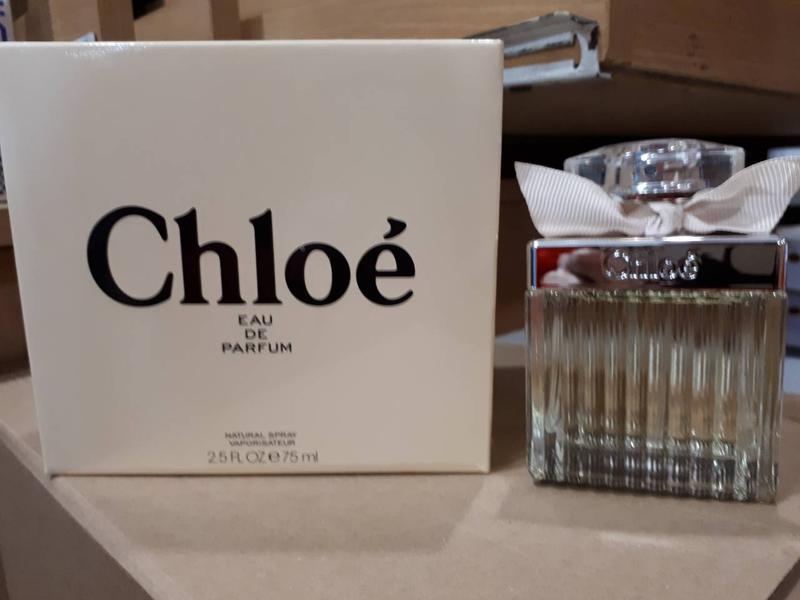 Chloé
EAU
DE
PARFUM
NATURAL SPRAY
VAPORISATEUR
2.5 FL OZ e 75 ml
Chloé